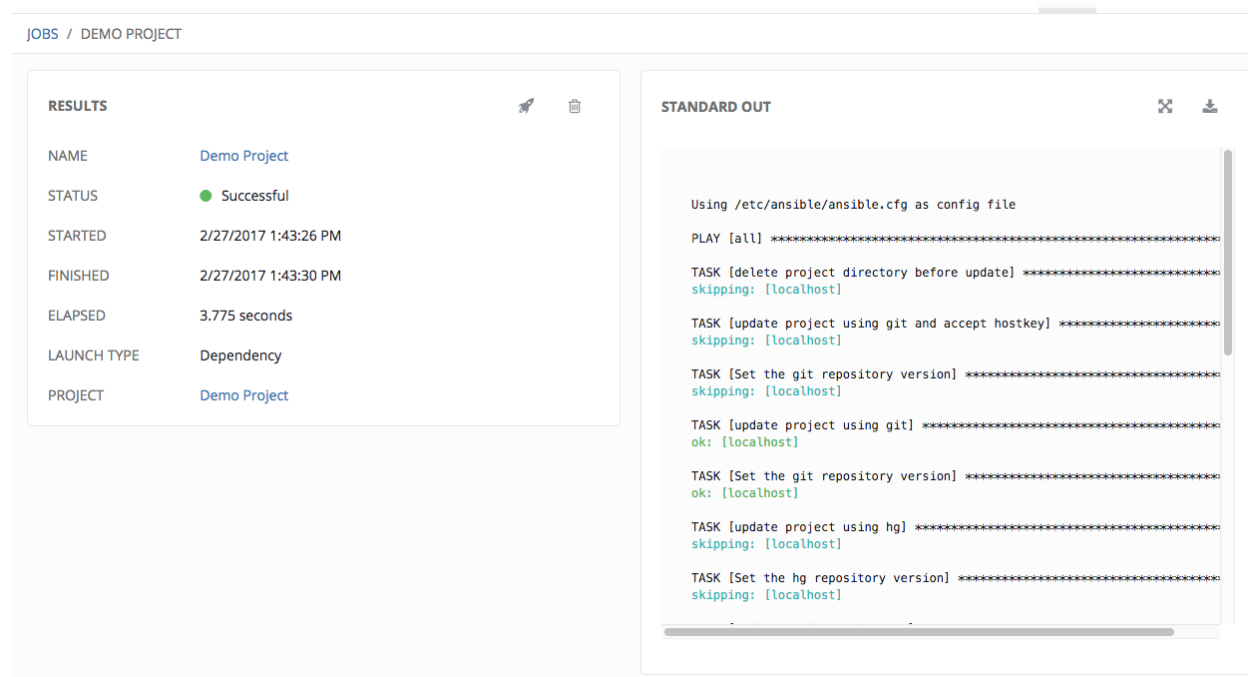 JOBS / DEMO PROJECT
RESULTS
NAME Demo Project
STATUS Successful
STARTED 2/27/2017 1:43:26 PM
FINISHED 2/27/2017 1:43:30 PM
ELAPSED 3.775 seconds
LAUNCH TYPE Dependency
PROJECT Demo Project
STANDARD OUT
Using /etc/ansible/ansible.cfg as config file
PLAY [all] **************************************************************
TASK [delete project directory before update] ***************************
skipping: [localhost]
TASK [update project using git and accept hostkey] **********************
skipping: [localhost]
TASK [Set the git repository version] ***********************************
skipping: [localhost]
TASK [update project using git] *****************************************
ok: [localhost]
TASK [Set the git repository version] ***********************************
ok: [localhost]
TASK [update project using hg] ******************************************
skipping: [localhost]
TASK [Set the hg repository version] ************************************
skipping: [localhost]